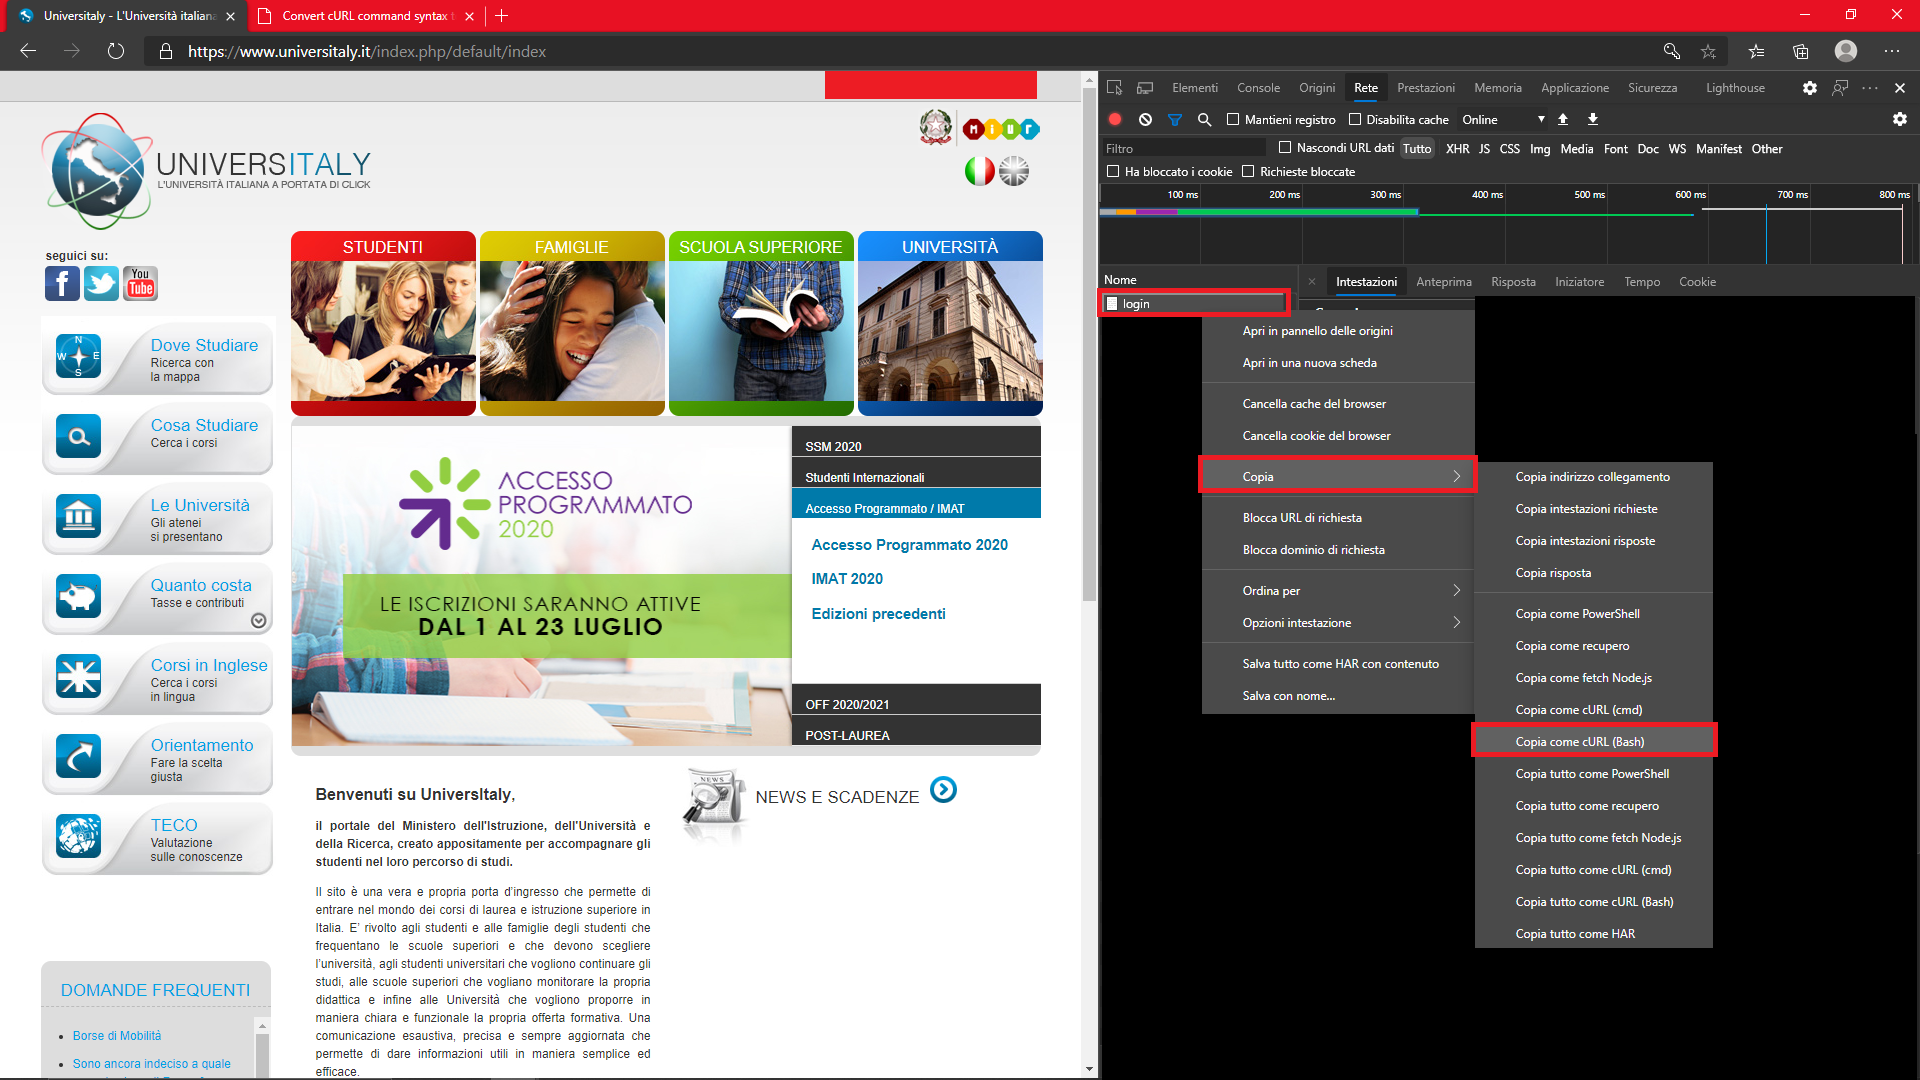 Universitaly - L'Università italiana
Convert cURL command syntax t
https://www.universitaly.it/index.php/default/index
MIUR
UNIVERSITALY
L'UNIVERSITÀ ITALIANA A PORTATA DI CLICK
seguici su:
You
Tube
STUDENTI
FAMIGLIE
SCUOLA SUPERIORE
UNIVERSITÀ
N
W E
S
Dove Studiare
Ricerca con
la mappa
Cosa Studiare
Cerca i corsi
Le Università
Gli atenei
si presentano
Quanto costa
Tasse e contributi
Corsi in Inglese
Cerca i corsi
in lingua
Orientamento
Fare la scelta
giusta
TECO
Valutazione
sulle conoscenze
ACCESSO
PROGRAMMATO
2020
LE ISCRIZIONI SARANNO ATTIVE
DAL 1 AL 23 LUGLIO
SSM 2020
Studenti Internazionali
Accesso Programmato / IMAT
Accesso Programmato 2020
IMAT 2020
Edizioni precedenti
OFF 2020/2021
POST-LAUREA
Benvenuti su UniversItaly,
il portale del Ministero dell'Istruzione, dell'Università e
della Ricerca, creato appositamente per accompagnare gli
studenti nel loro percorso di studi.
Il sito è una vera e propria porta d'ingresso che permette di
entrare nel mondo dei corsi di laurea e istruzione superiore in
Italia. E' rivolto agli studenti e alle famiglie degli studenti che
frequentano le scuole superiori e che devono scegliere
l'università, agli studenti universitari che vogliono continuare gli
studi, alle scuole superiori che vogliano monitorare la propria
didattica e infine alle Università che vogliono proporre in
maniera chiara e funzionale la propria offerta formativa. Una
comunicazione esaustiva, precisa e sempre aggiornata che
permette di dare informazioni utili in maniera semplice ed
efficace.
NEWS
NEWS E SCADENZE
DOMANDE FREQUENTI
Borse di Mobilità
Sono ancora indeciso a quale
Elementi Console Origini Rete Prestazioni Memoria Applicazione Sicurezza Lighthouse
Mantieni registro Disabilita cache Online
Filtro Nascondi URL dati Tutto XHR JS CSS Img Media Font Doc WS Manifest Other
Ha bloccato i cookie Richieste bloccate
100 ms 200 ms 300 ms 400 ms 500 ms 600 ms 700 ms 800 ms
Nome
Intestazioni Anteprima Risposta Iniziatore Tempo Cookie
login
Apri in pannello delle origini
Apri in una nuova scheda
Cancella cache del browser
Cancella cookie del browser
Copia
Blocca URL di richiesta
Blocca dominio di richiesta
Ordina per
Opzioni intestazione
Salva tutto come HAR con contenuto
Salva con nome...
Copia indirizzo collegamento
Copia intestazioni richieste
Copia intestazioni risposte
Copia risposta
Copia come PowerShell
Copia come recupero
Copia come fetch Node.js
Copia come cURL (cmd)
Copia come cURL (Bash)
Copia tutto come PowerShell
Copia tutto come recupero
Copia tutto come fetch Node.js
Copia tutto come cURL (cmd)
Copia tutto come cURL (Bash)
Copia tutto come HAR